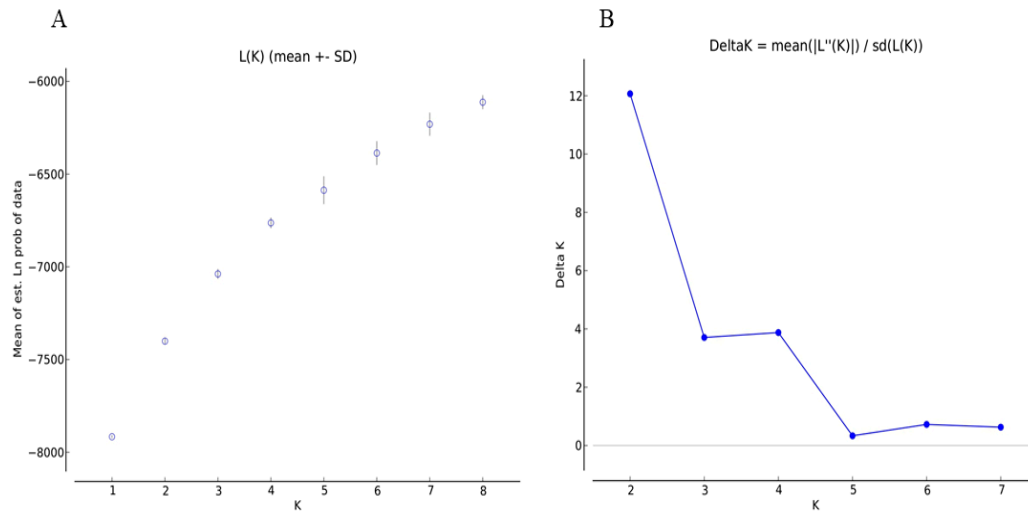 A
L(K) (mean +- SD)
Mean of est. Ln prob of data
−6000
−6500
−7000
−7500
−8000
1 2 3 4 5 6 7 8
K
B
DeltaK = mean(|L''(K)|) / sd(L(K))
Delta K
12
10
8
6
4
2
0
2 3 4 5 6 7
K